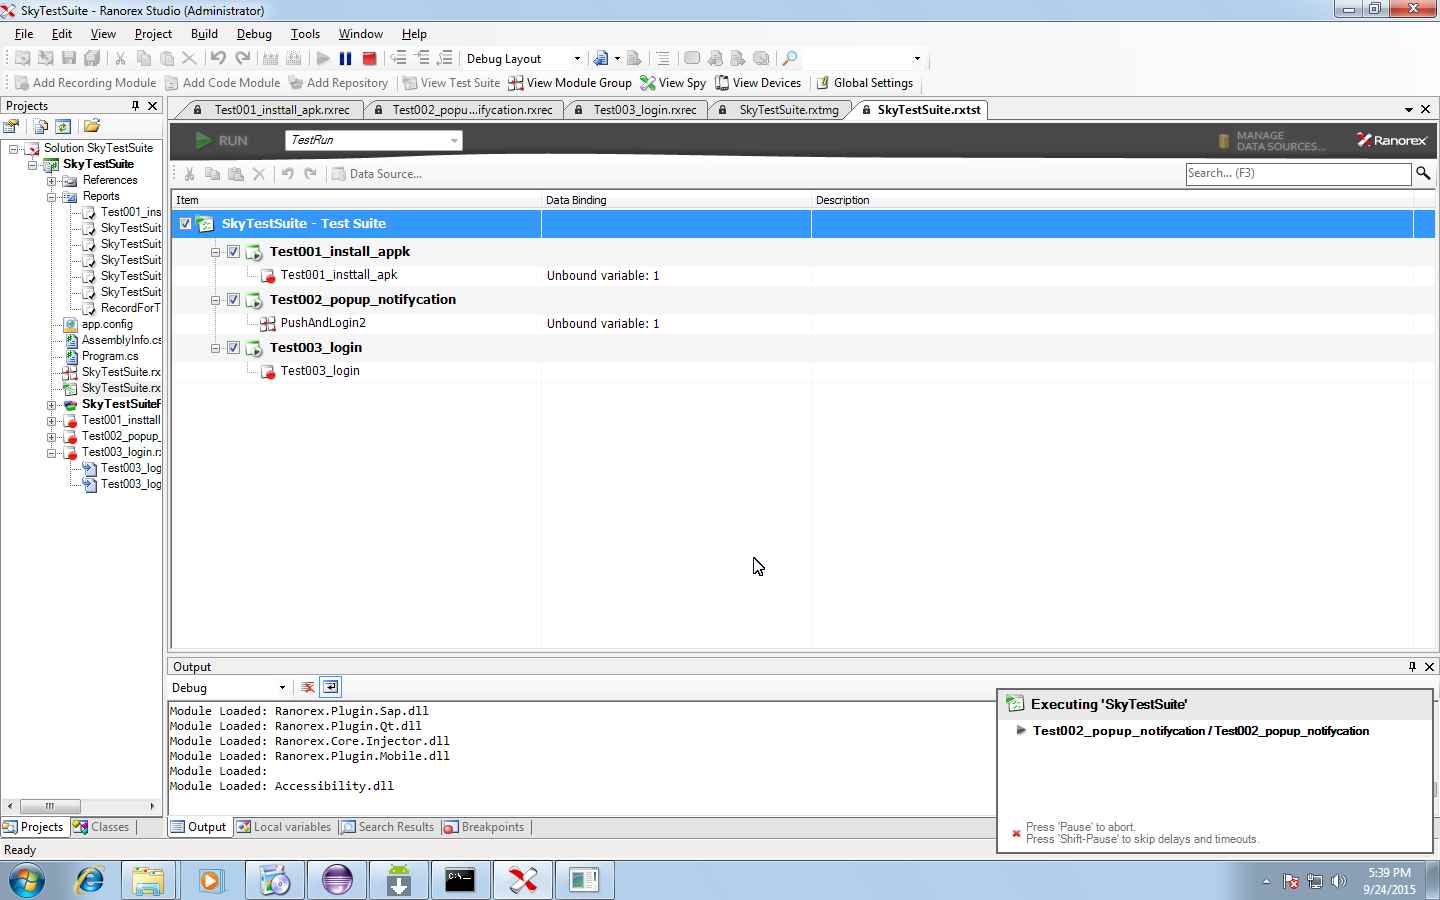 SkyTestSuite - Ranorex Studio (Administrator)
File Edit View Project Build Debug Tools Window Help
Debug Layout
Add Recording Module Add Code Module Add Repository View Test Suite View Module Group View Spy View Devices Global Settings
Projects
Test001_insttall_apk.rxrec Test002_popu...ifycation.rxrec Test003_login.rxrec SkyTestSuite.rxtmg SkyTestSuite.rxtst
RUN TestRun MANAGE DATA SOURCES... Ranorex
Data Source... Search... (F3)
Solution SkyTestSuite
SkyTestSuite
References
Reports
Test001_ins
SkyTestSuit
SkyTestSuit
SkyTestSuit
SkyTestSuit
SkyTestSuit
RecordForT
app.config
AssemblyInfo.cs
Program.cs
SkyTestSuite.rx
SkyTestSuite.rx
SkyTestSuiteF
Test001_insttall
Test002_popup_
Test003_login.rx
Test003_log
Test003_log
Item Data Binding Description
SkyTestSuite - Test Suite
Test001_install_appk
Test001_insttall_apk Unbound variable: 1
Test002_popup_notifycation
PushAndLogin2 Unbound variable: 1
Test003_login
Test003_login
Output
Debug
Module Loaded: Ranorex.Plugin.Sap.dll
Module Loaded: Ranorex.Plugin.Qt.dll
Module Loaded: Ranorex.Core.Injector.dll
Module Loaded: Ranorex.Plugin.Mobile.dll
Module Loaded:
Module Loaded: Accessibility.dll
Executing 'SkyTestSuite'
Test002_popup_notifycation / Test002_popup_notifycation
Press 'Pause' to abort.
Press 'Shift-Pause' to skip delays and timeouts.
Projects Classes Output Local variables Search Results Breakpoints
Ready
C:\.
5:39 PM
9/24/2015